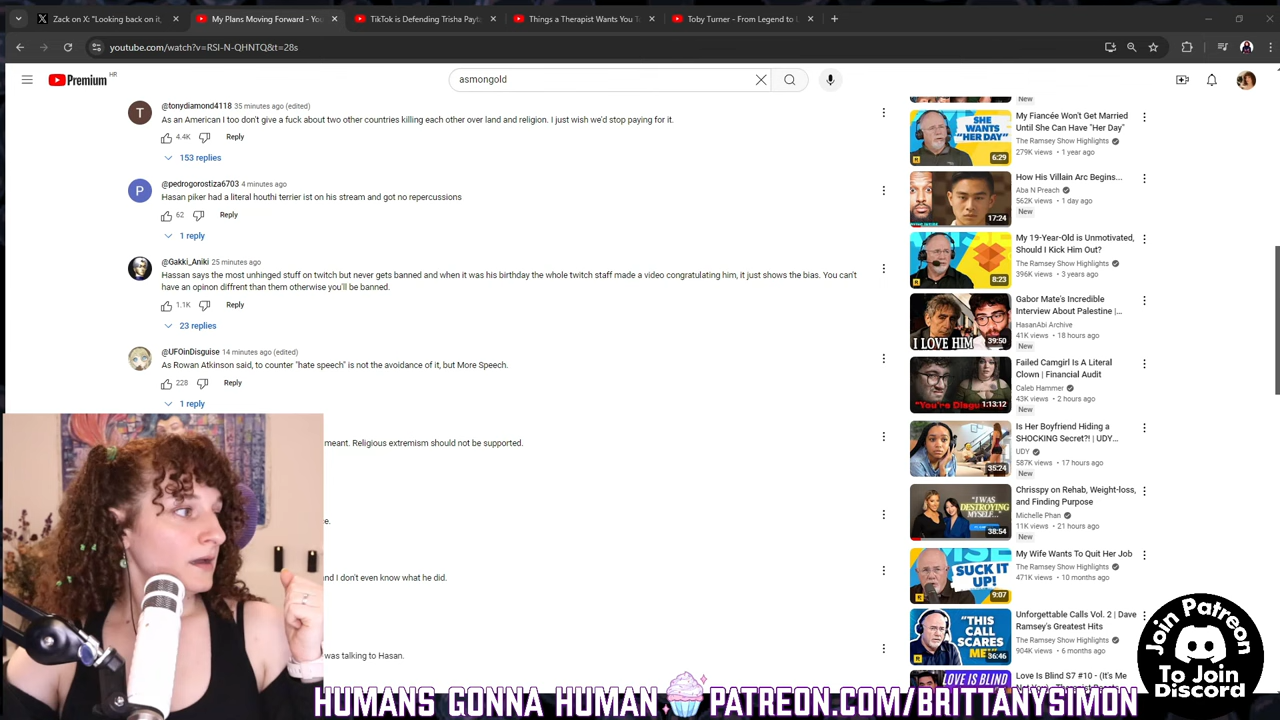 Zack on X: "Looking back on it,
My Plans Moving Forward - Yo
TikTok is Defending Trisha Payt
Things a Therapist Wants You T
Toby Turner - From Legend to L
youtube.com/watch?v=RSI-N-QHNTQ&t=28s
Premium HR
asmongold
@tonydiamond4118 35 minutes ago (edited)
As an American I too don't give a fuck about two other countries killing each other over land and religion. I just wish we'd stop paying for it.
4.4K Reply
153 replies
@pedrogorostiza6703 4 minutes ago
Hasan piker had a literal houthi terrier ist on his stream and got no repercussions
62 Reply
1 reply
@Gakki_Aniki 25 minutes ago
Hassan says the most unhinged stuff on twitch but never gets banned and when it was his birthday the whole twitch staff made a video congratulating him, it just shows the bias. You can't
have an opinon diffrent than them otherwise you'll be banned.
1.1K Reply
23 replies
@UFOinDisguise 14 minutes ago (edited)
As Rowan Atkinson said, to counter "hate speech" is not the avoidance of it, but More Speech.
228 Reply
1 reply
meant. Religious extremism should not be supported.
e.
and I don't even know what he did.
was talking to Hasan.
New
SHE
WANTS
"HER DAY"
6:29
My Fiancée Won't Get Married
Until She Can Have "Her Day"
The Ramsey Show Highlights
279K views • 1 year ago
17:24
How His Villain Arc Begins...
Aba N Preach
562K views • 1 day ago
New
8:23
My 19-Year-Old is Unmotivated,
Should I Kick Him Out?
The Ramsey Show Highlights
396K views • 3 years ago
I LOVE HIM
39:50
Gabor Mate's Incredible
Interview About Palestine |...
HasanAbi Archive
41K views • 18 hours ago
New
"You're Disgu
1:13:12
Failed Camgirl Is A Literal
Clown | Financial Audit
Caleb Hammer
43K views • 2 hours ago
New
35:24
Is Her Boyfriend Hiding a
SHOCKING Secret?! | UDY...
UDY
587K views • 17 hours ago
New
"I WAS
DESTROYING
MYSELF..."
38:54
Chrisspy on Rehab, Weight-loss,
and Finding Purpose
Michelle Phan
11K views • 21 hours ago
New
SUCK IT
UP!
9:07
My Wife Wants To Quit Her Job
The Ramsey Show Highlights
471K views • 10 months ago
"THIS
CALL
SCARES
ME"
36:46
Unforgettable Calls Vol. 2 | Dave
Ramsey's Greatest Hits
The Ramsey Show Highlights
904K views • 6 months ago
LOVE IS BLIND
Love Is Blind S7 #10 - (It's Me
Join Patreon
To Join
Discord
HUMANS GONNA HUMAN PATREON.COM/BRITTANYSIMON